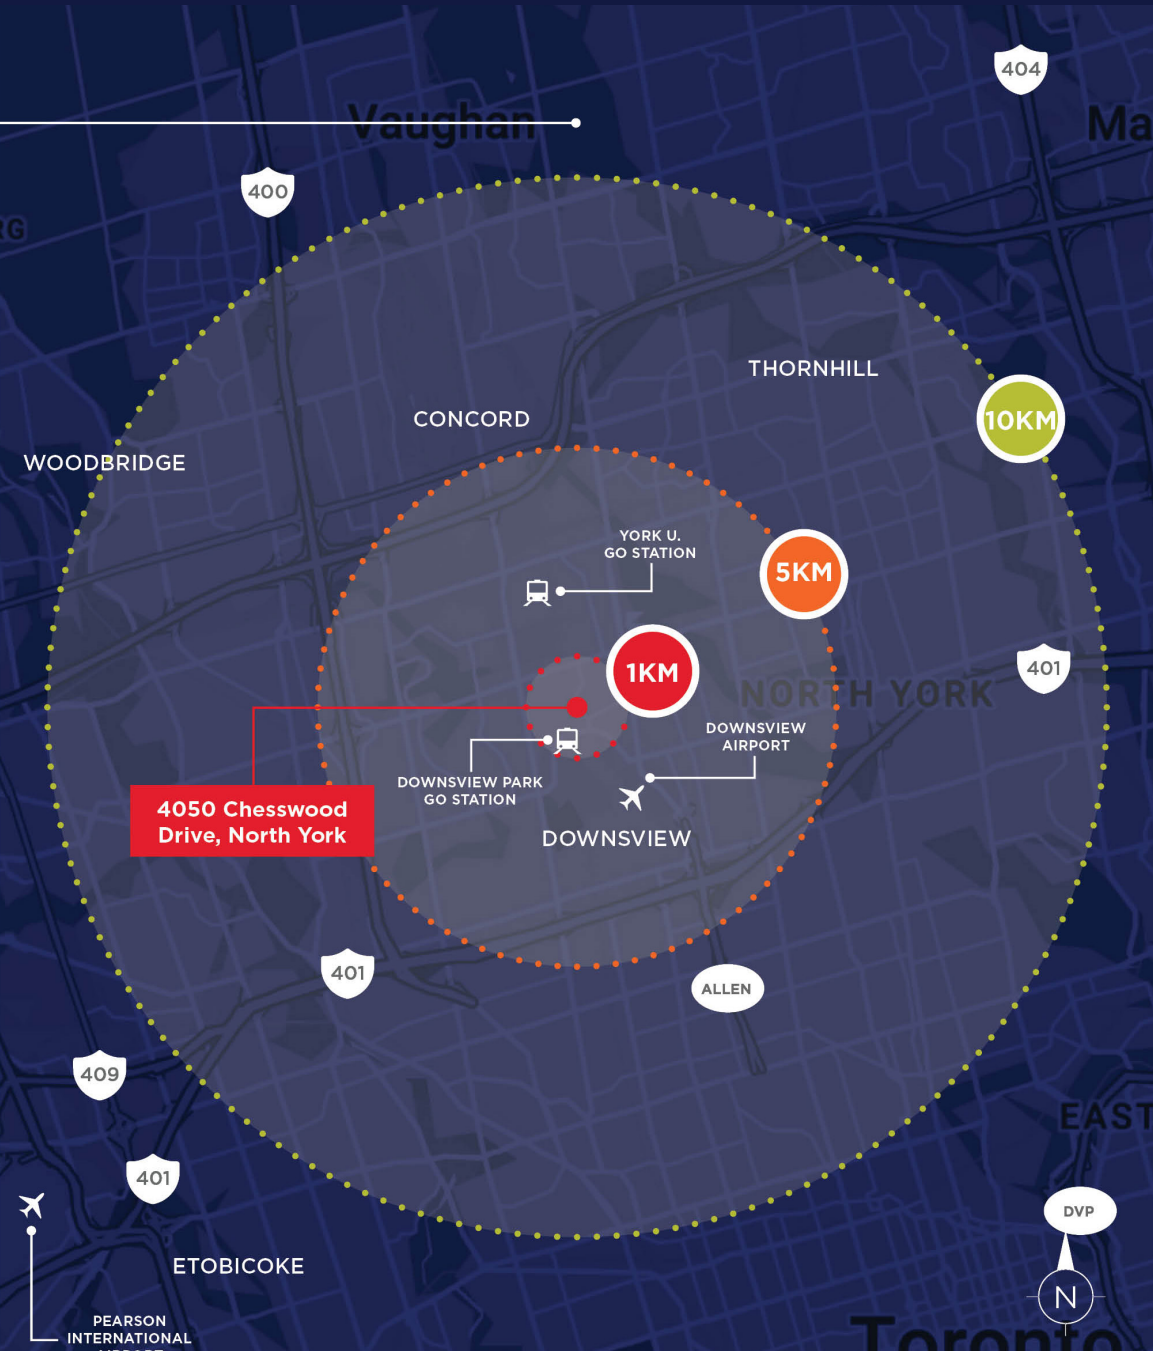 404
Vaughan
Ma
400
RG
THORNHILL
10KM
CONCORD
WOODBRIDGE
YORK U.
GO STATION
5KM
1KM
401
NORTH YORK
DOWNSVIEW
AIRPORT
DOWNSVIEW PARK
GO STATION
4050 Chesswood
Drive, North York
DOWNSVIEW
401
ALLEN
409
EAST
401
DVP
ETOBICOKE
N
PEARSON
INTERNATIONAL
Toronto